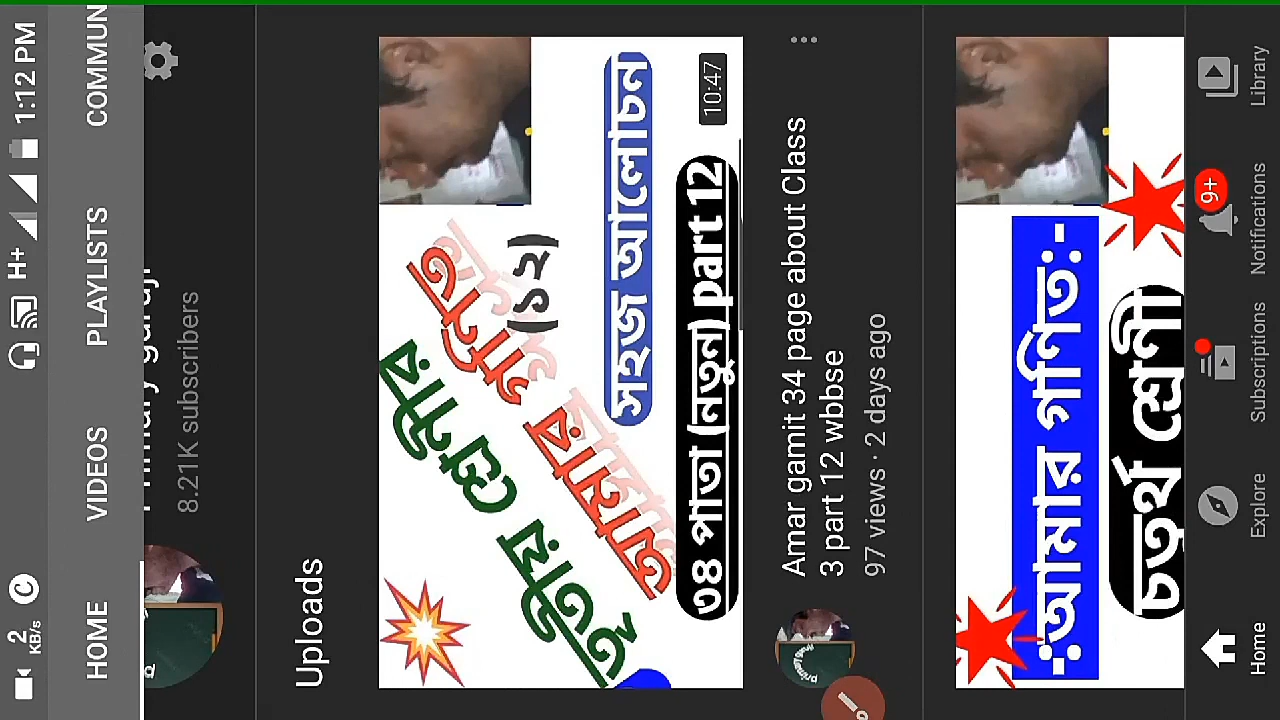 2
KB/s
H+
1:12 PM
HOME
VIDEOS
PLAYLISTS
COMMUN
8.21K subscribers
Uploads
তৃতীয় শ্রেণীর
আমার গণিত
(১২)
সহজ আলোচন
৩৪ পাতা (নতুন) part 12
10:47
Amar gamit 34 page about Class
3 part 12 wbbse
97 views · 2 days ago
:আমার গণিত:-
চতুর্থ শ্রেণী
9+
Home
Explore
Subscriptions
Notifications
Library